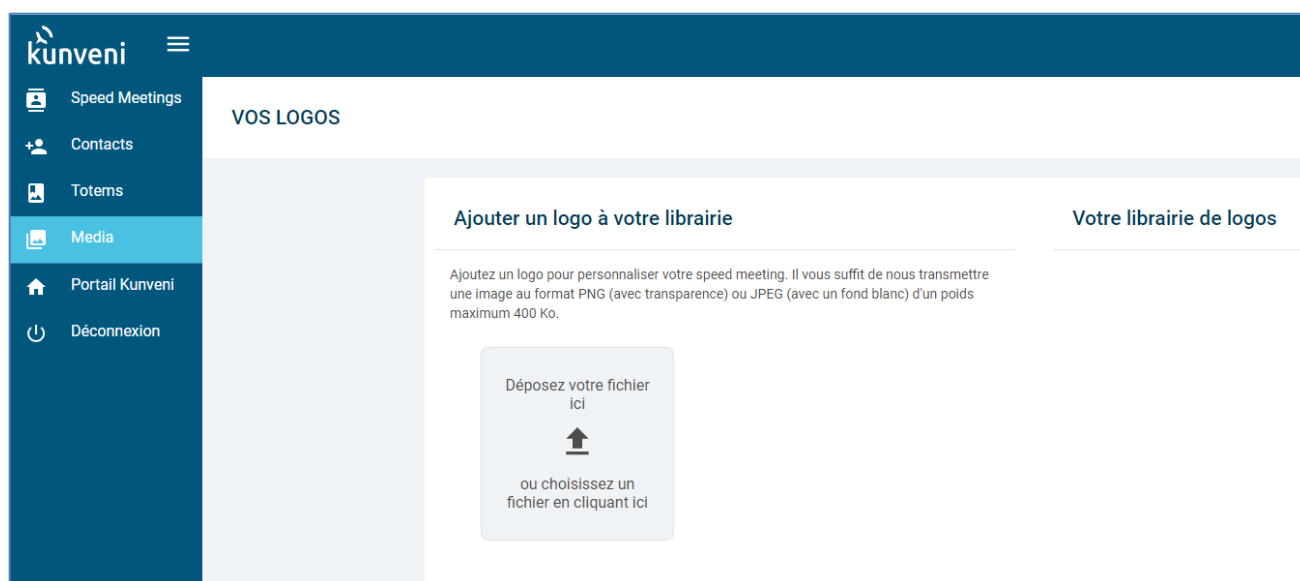 kunveni
Speed Meetings
Contacts
Totems
Media
Portail Kunveni
Déconnexion
VOS LOGOS
Ajouter un logo à votre librairie
Ajoutez un logo pour personnaliser votre speed meeting. Il vous suffit de nous transmettre
une image au format PNG (avec transparence) ou JPEG (avec un fond blanc) d'un poids
maximum 400 Ko.
Déposez votre fichier
ici
ou choisissez un
fichier en cliquant ici
Votre librairie de logos